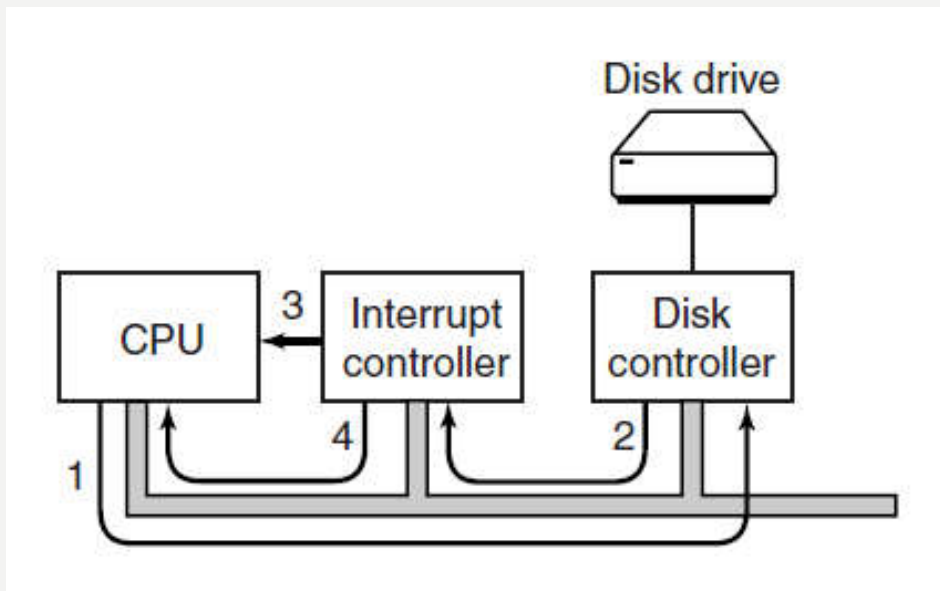 Disk drive
CPU
3
Interrupt
controller
Disk
controller
1
4
2